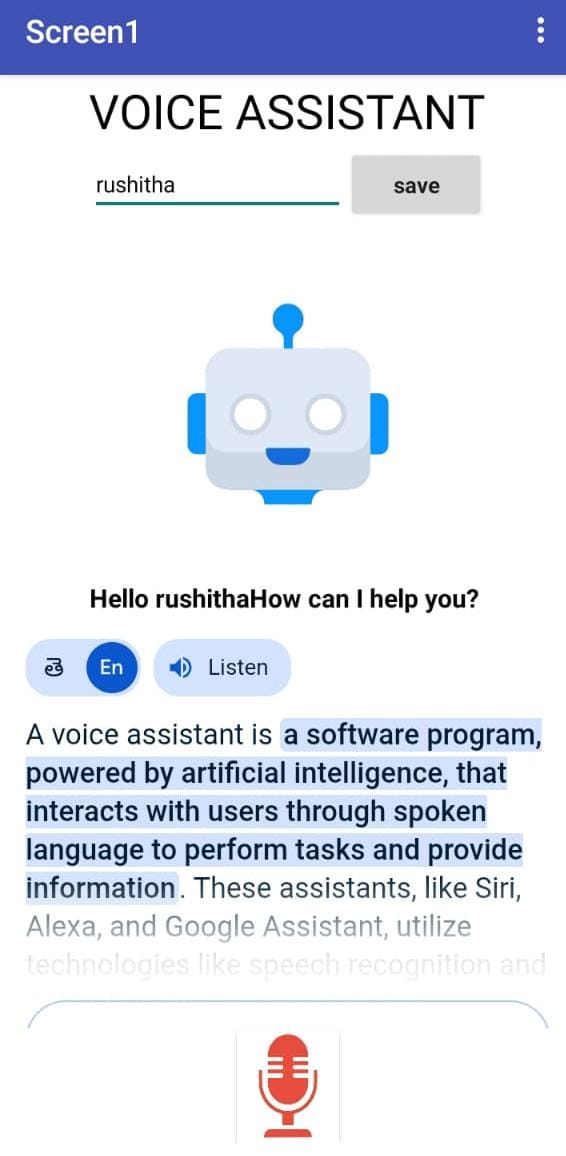 Screen1
VOICE ASSISTANT
rushitha
save
Hello rushithaHow can I help you?
తె En Listen
A voice assistant is a software program,
powered by artificial intelligence, that
interacts with users through spoken
language to perform tasks and provide
information. These assistants, like Siri,
Alexa, and Google Assistant, utilize
technologies like speech recognition and